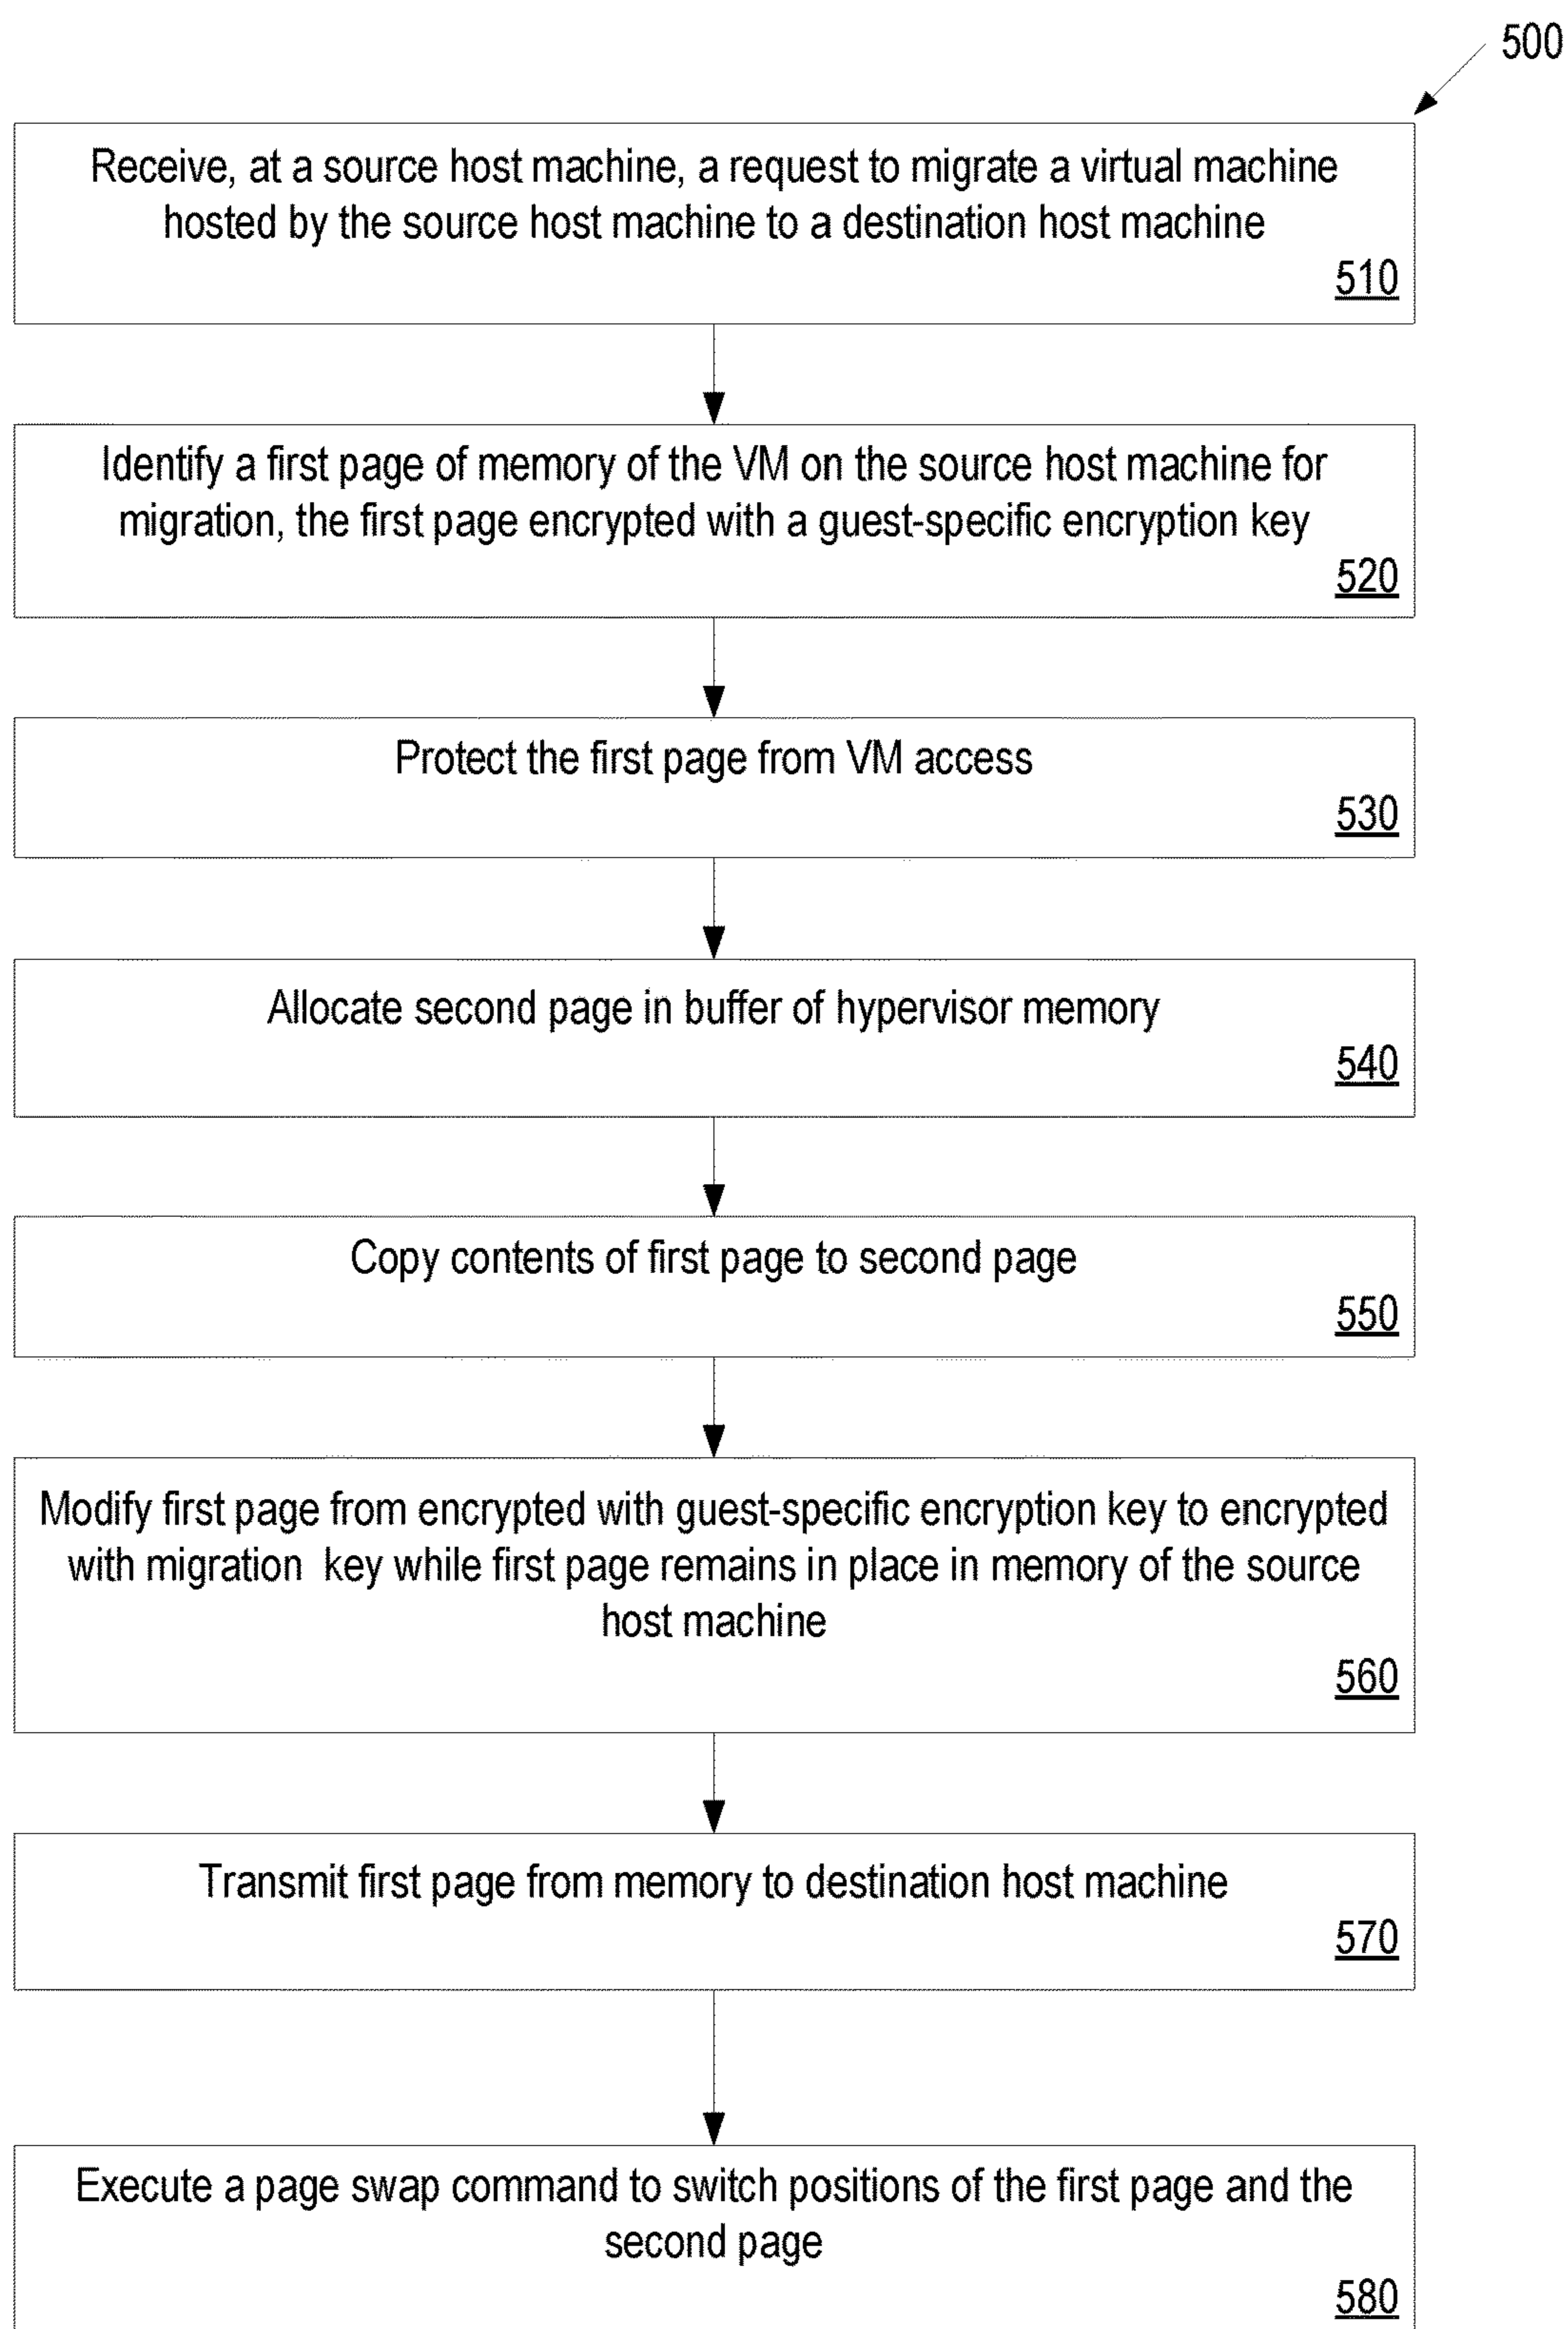 500
Receive, at a source host machine, a request to migrate a virtual machine
hosted by the source host machine to a destination host machine
510
Identify a first page of memory of the VM on the source host machine for
migration, the first page encrypted with a guest-specific encryption key
520
Protect the first page from VM access
530
Allocate second page in buffer of hypervisor memory
540
Copy contents of first page to second page
550
Modify first page from encrypted with guest-specific encryption key to encrypted
with migration key while first page remains in place in memory of the source
host machine
560
Transmit first page from memory to destination host machine
570
Execute a page swap command to switch positions of the first page and the
second page
580